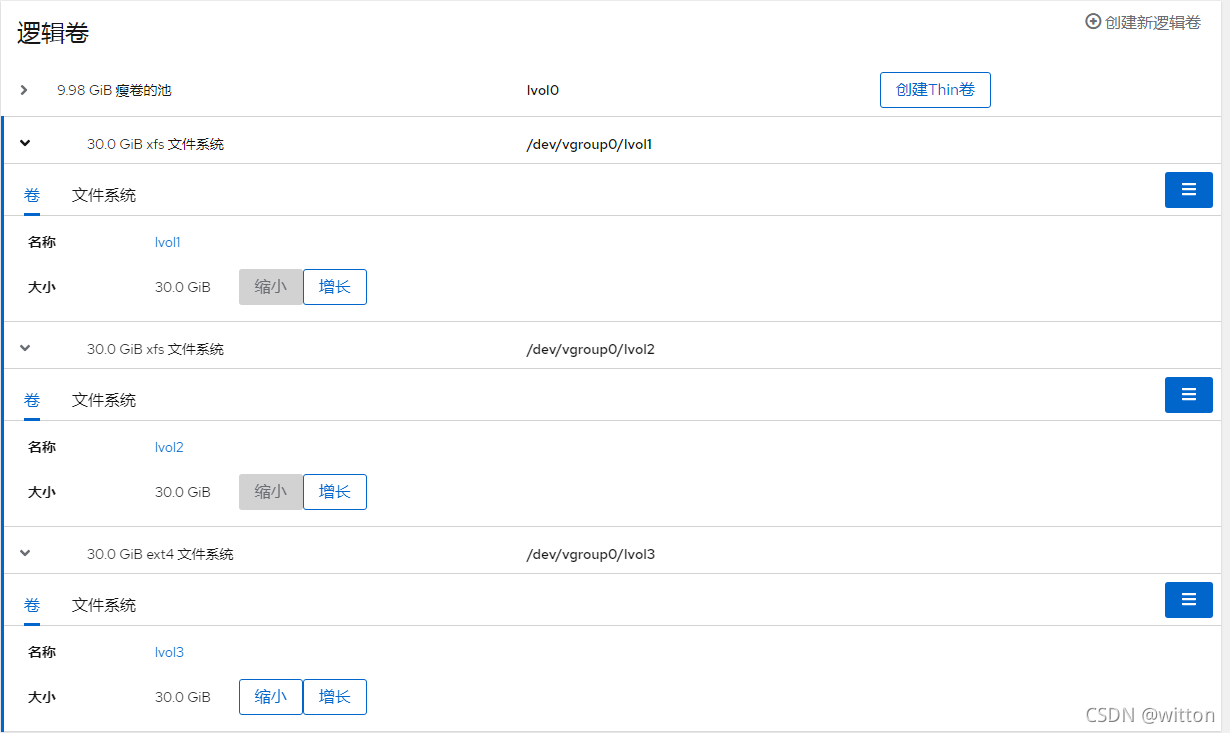 逻辑卷
创建新逻辑卷
9.98 GiB 瘦卷的池 lvol0 创建Thin卷
30.0 GiB xfs 文件系统 /dev/vgroup0/lvol1
卷 文件系统
名称 lvol1
大小 30.0 GiB 缩小 增长
30.0 GiB xfs 文件系统 /dev/vgroup0/lvol2
卷 文件系统
名称 lvol2
大小 30.0 GiB 缩小 增长
30.0 GiB ext4 文件系统 /dev/vgroup0/lvol3
卷 文件系统
名称 lvol3
大小 30.0 GiB 缩小 增长
CSDN @witton